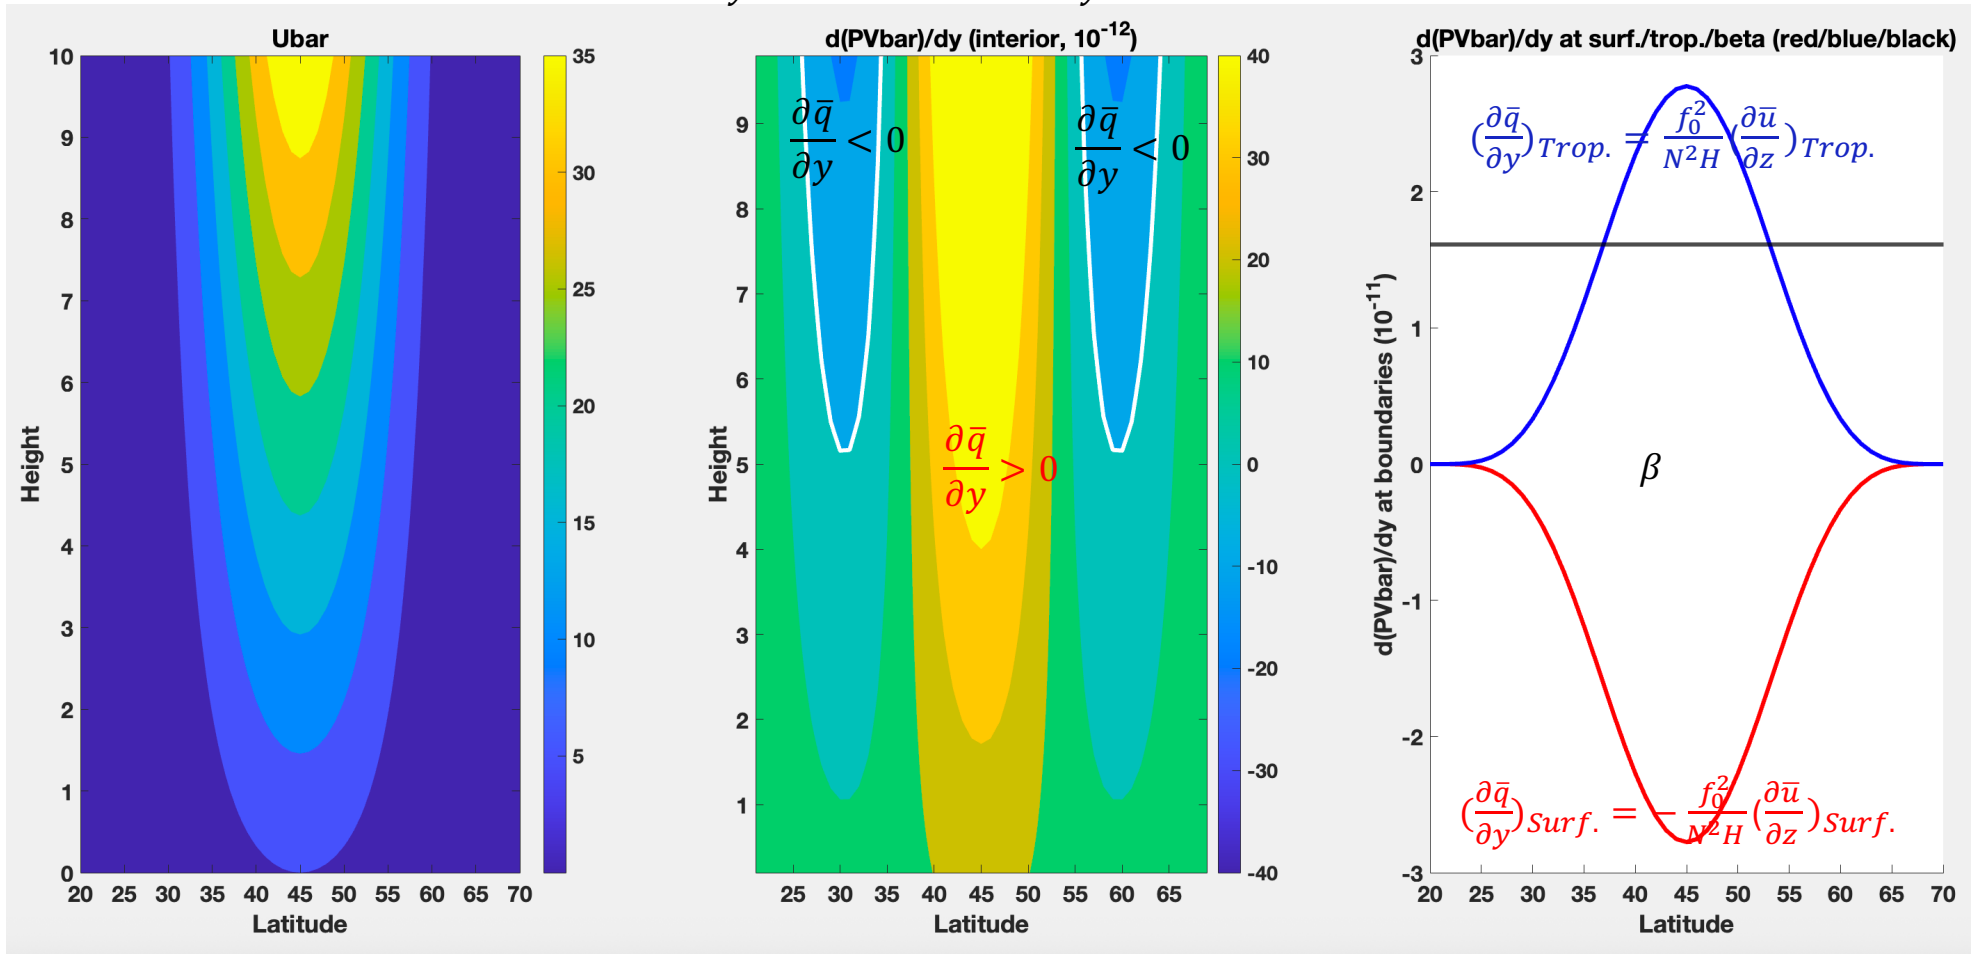 y y
Ubar
10
9
8
7
6
5
4
3
2
1
0
Height
20 25 30 35 40 45 50 55 60 65 70
Latitude
35
30
25
20
15
10
5
d(PVbar)/dy (interior, 10⁻¹²)
∂q̄/∂y < 0
∂q̄/∂y < 0
∂q̄/∂y > 0
9
8
7
6
5
4
3
2
1
Height
25 30 35 40 45 50 55 60 65
Latitude
40
30
20
10
0
-10
-20
-30
-40
d(PVbar)/dy at surf./trop./beta (red/blue/black)
(∂q̄/∂y)Trop. = f₀²/N²H (∂u̅/∂z)Trop.
β
(∂q̄/∂y)Surf. = − f₀²/N²H (∂u̅/∂z)Surf.
3
2
1
0
-1
-2
-3
d(PVbar)/dy at boundaries (10⁻¹¹)
20 25 30 35 40 45 50 55 60 65 70
Latitude